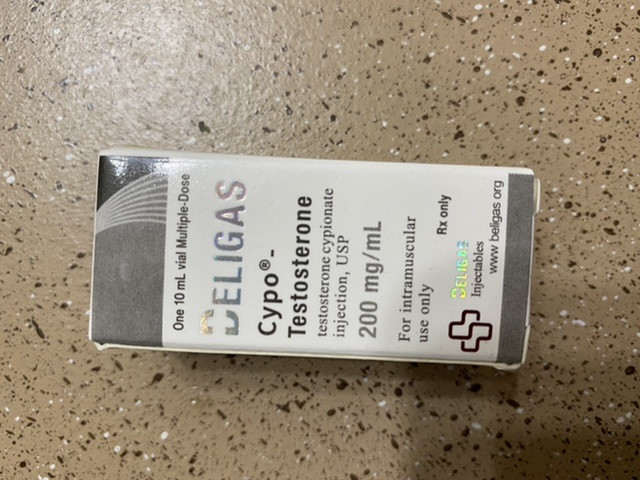 One 10 mL vial Multiple-Dose
BELIGAS
Cypo®-
Testosterone
testosterone cypionate
injection, USP
200 mg/mL
For intramuscular
use only
Rx only
BELIGAS
Injectables
www.beligas.org